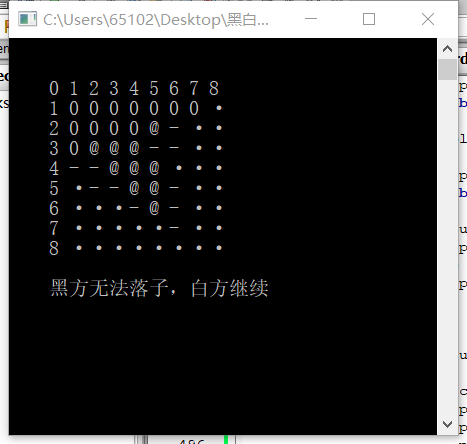 C:\Users\65102\Desktop\黑白...
0 1 2 3 4 5 6 7 8
1 0 0 0 0 0 0 0 ·
2 0 0 0 0 @ - · ·
3 0 @ @ @ - - · ·
4 - - @ @ @ · · ·
5 · - - @ @ - · ·
6 · · · - @ - · ·
7 · · · · · - · ·
8 · · · · · · · ·
黑方无法落子，白方继续